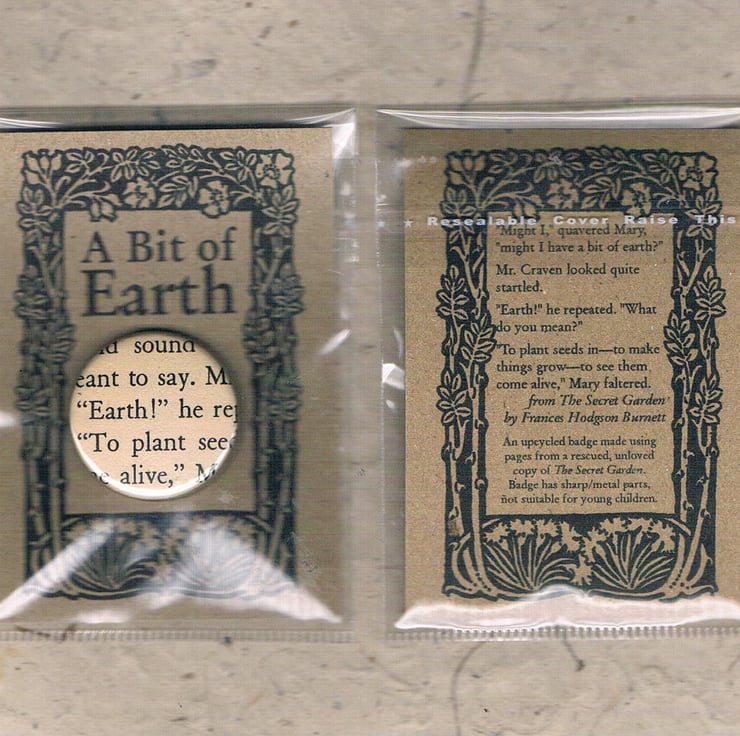 A Bit of
Earth
sound
to say. M
“Earth!” he
“To plant
alive,” M
★ Resealable Cover Raise This
"Might I," quavered Mary,
"might I have a bit of earth?"
Mr. Craven looked quite
startled.
"Earth!" he repeated. "What
do you mean?"
"To plant seeds in—to make
things grow—to see them
come alive," Mary faltered.
from The Secret Garden
by Frances Hodgson Burnett
An upcycled badge made using
pages from a rescued, unloved
copy of The Secret Garden.
Badge has sharp/metal parts,
not suitable for young children.